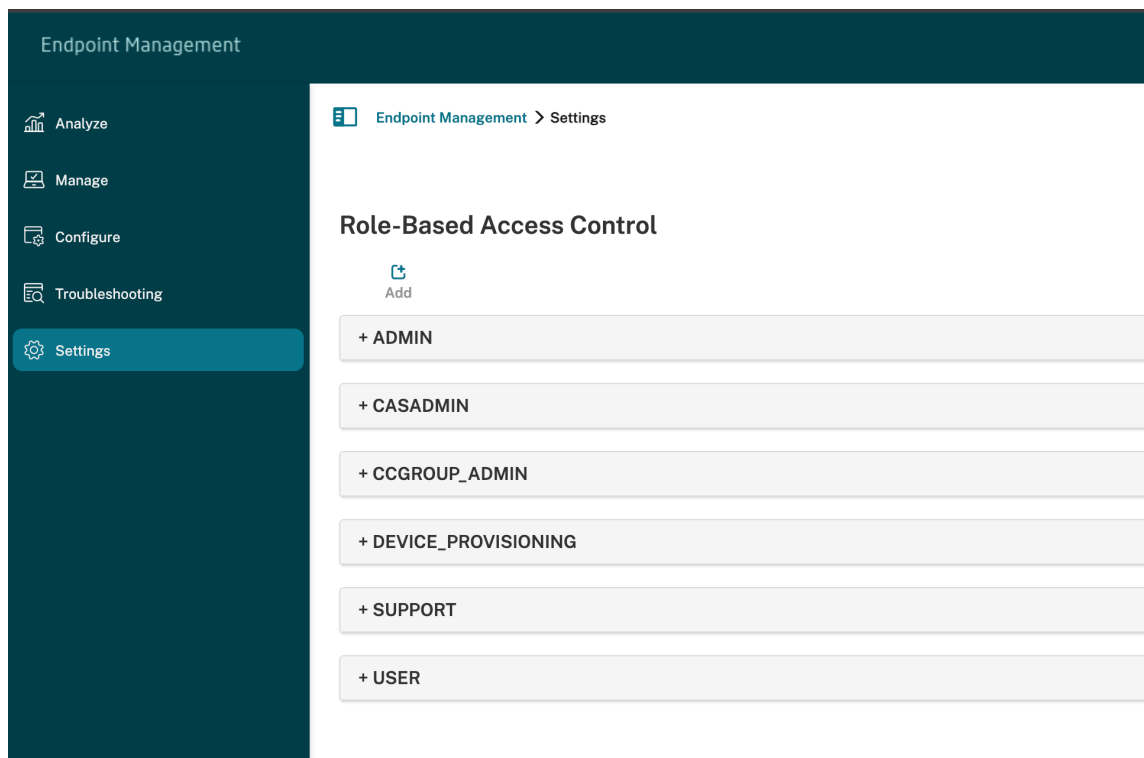 Endpoint Management
Analyze
Manage
Configure
Troubleshooting
Settings
Endpoint Management > Settings
Role-Based Access Control
Add
+ ADMIN
+ CASADMIN
+ CCGROUP_ADMIN
+ DEVICE_PROVISIONING
+ SUPPORT
+ USER